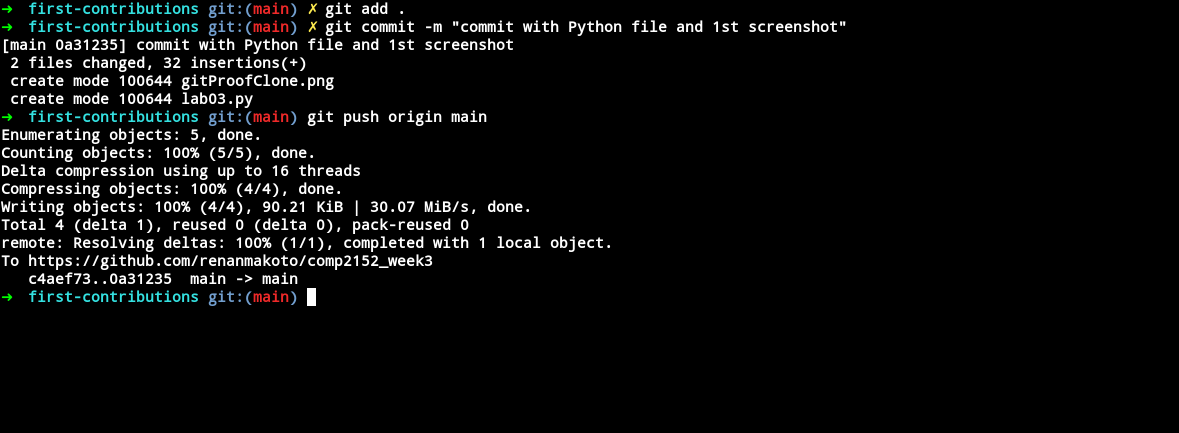 ➜  first-contributions git:(main) ✗ git add .
➜  first-contributions git:(main) ✗ git commit -m "commit with Python file and 1st screenshot"
[main 0a31235] commit with Python file and 1st screenshot
 2 files changed, 32 insertions(+)
 create mode 100644 gitProofClone.png
 create mode 100644 lab03.py
➜  first-contributions git:(main) git push origin main
Enumerating objects: 5, done.
Counting objects: 100% (5/5), done.
Delta compression using up to 16 threads
Compressing objects: 100% (4/4), done.
Writing objects: 100% (4/4), 90.21 KiB | 30.07 MiB/s, done.
Total 4 (delta 1), reused 0 (delta 0), pack-reused 0
remote: Resolving deltas: 100% (1/1), completed with 1 local object.
To https://github.com/renanmakoto/comp2152_week3
   c4aef73..0a31235  main -> main
➜  first-contributions git:(main)